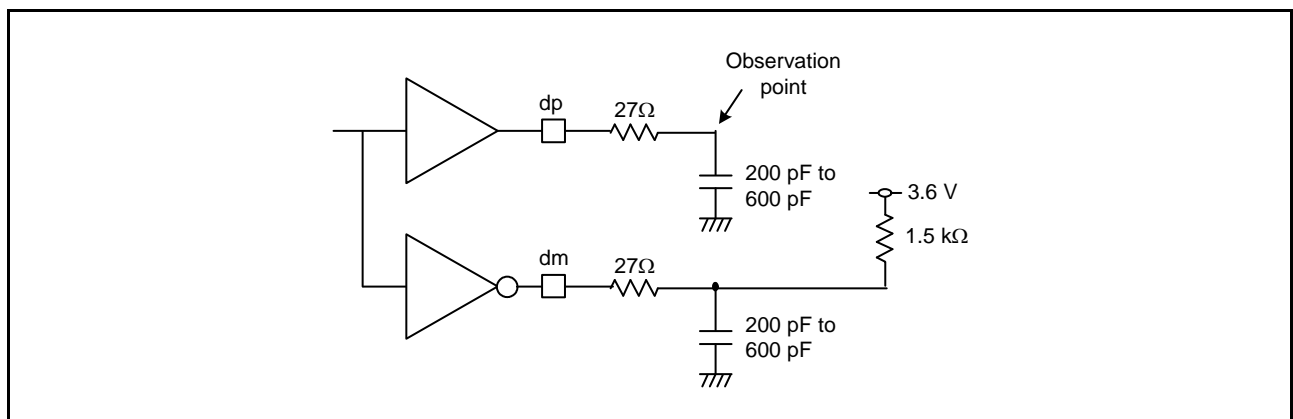 Observation
point
dp
27Ω
200 pF to
600 pF
3.6 V
1.5 kΩ
dm
27Ω
200 pF to
600 pF